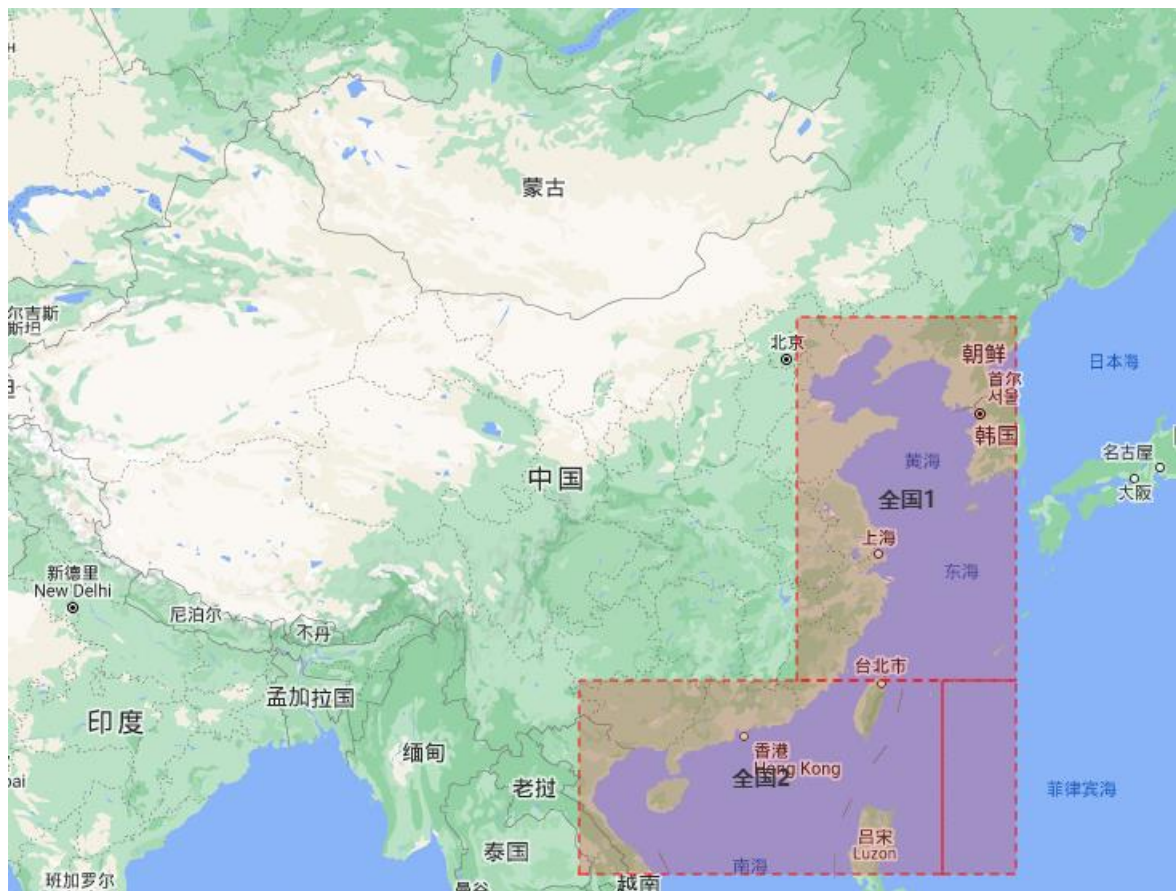 蒙古
尔吉斯
斯坦
北京
朝鲜
首尔
서울
韩国
日本海
名古屋
大阪
中国
黄海
全国1
上海
东海
新德里
New Delhi
尼泊尔
不丹
台北市
孟加拉国
印度
缅甸
香港
Hong Kong
全国2
老挝
菲律宾海
吕宋
Luzon
泰国
南海
越南
曼谷
班加罗尔